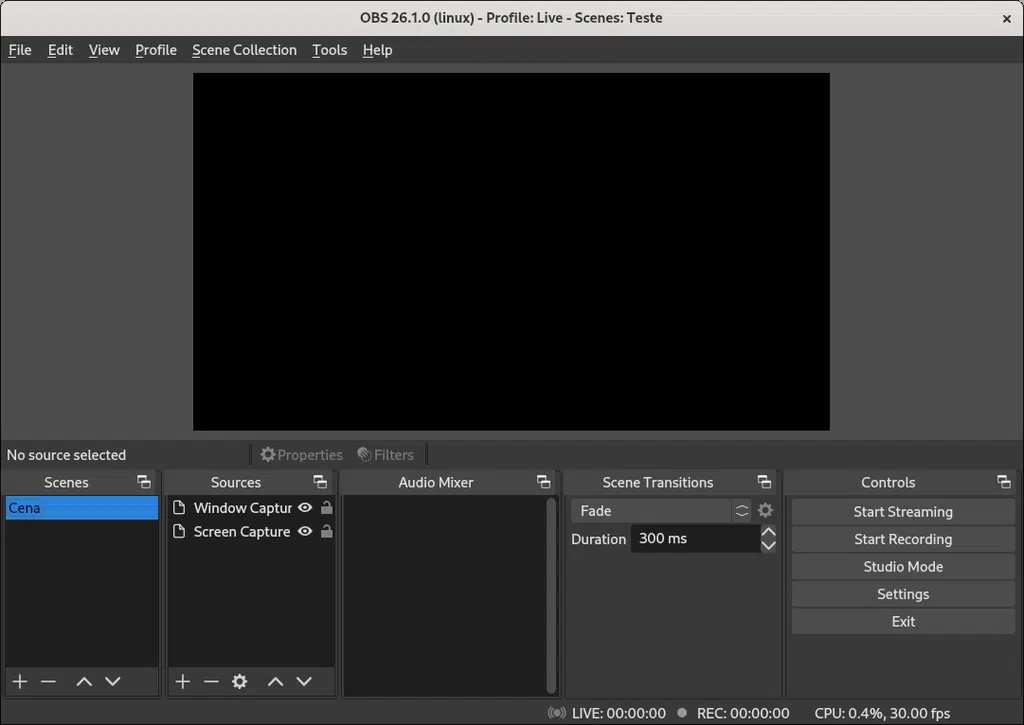 OBS 26.1.0 (linux) - Profile: Live - Scenes: Teste
File Edit View Profile Scene Collection Tools Help
No source selected Properties Filters
Scenes Sources Audio Mixer Scene Transitions Controls
Cena
Window Captur
Screen Capture
Fade
Duration 300 ms
Start Streaming
Start Recording
Studio Mode
Settings
Exit
LIVE: 00:00:00 REC: 00:00:00 CPU: 0.4%, 30.00 fps